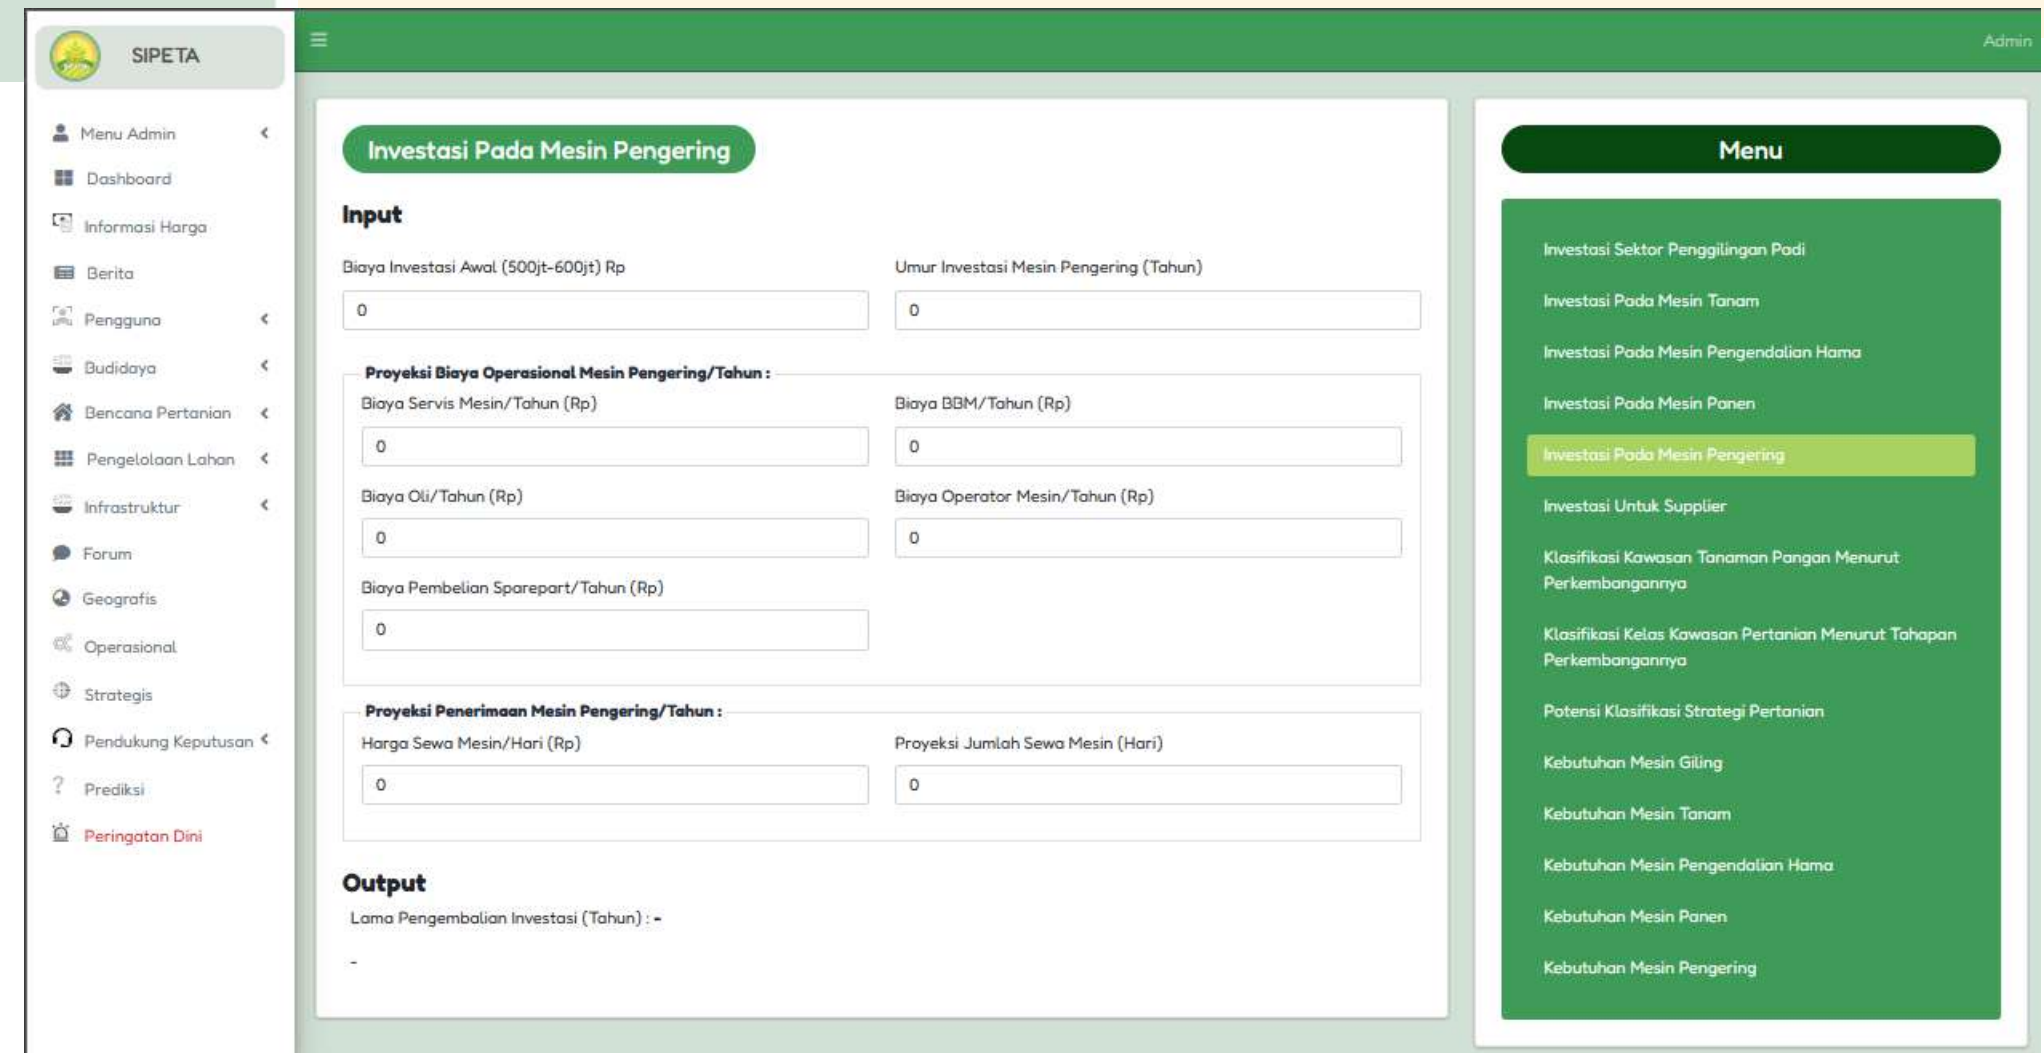 SIPETA
Admin
Menu Admin
Dashboard
Informasi Harga
Berita
Pengguna
Budidaya
Bencana Pertanian
Pengelolaan Lahan
Infrastruktur
Forum
Geografis
Operasional
Strategis
Pendukung Keputusan
? Prediksi
Peringatan Dini
Investasi Pada Mesin Pengering
Input
Biaya Investasi Awal (500jt-600jt) Rp
Umur Investasi Mesin Pengering (Tahun)
0
0
Proyeksi Biaya Operasional Mesin Pengering/Tahun :
Biaya Servis Mesin/Tahun (Rp)
Biaya BBM/Tahun (Rp)
0
0
Biaya Oli/Tahun (Rp)
Biaya Operator Mesin/Tahun (Rp)
0
0
Biaya Pembelian Sparepart/Tahun (Rp)
0
Proyeksi Penerimaan Mesin Pengering/Tahun :
Harga Sewa Mesin/Hari (Rp)
Proyeksi Jumlah Sewa Mesin (Hari)
0
0
Output
Lama Pengembalian Investasi (Tahun) : -
-
Menu
Investasi Sektor Penggilingan Padi
Investasi Pada Mesin Tanam
Investasi Pada Mesin Pengendalian Hama
Investasi Pada Mesin Panen
Investasi Pada Mesin Pengering
Investasi Untuk Supplier
Klasifikasi Kawasan Tanaman Pangan Menurut
Perkembangannya
Klasifikasi Kelas Kawasan Pertanian Menurut Tahapan
Perkembangannya
Potensi Klasifikasi Strategi Pertanian
Kebutuhan Mesin Giling
Kebutuhan Mesin Tanam
Kebutuhan Mesin Pengendalian Hama
Kebutuhan Mesin Panen
Kebutuhan Mesin Pengering